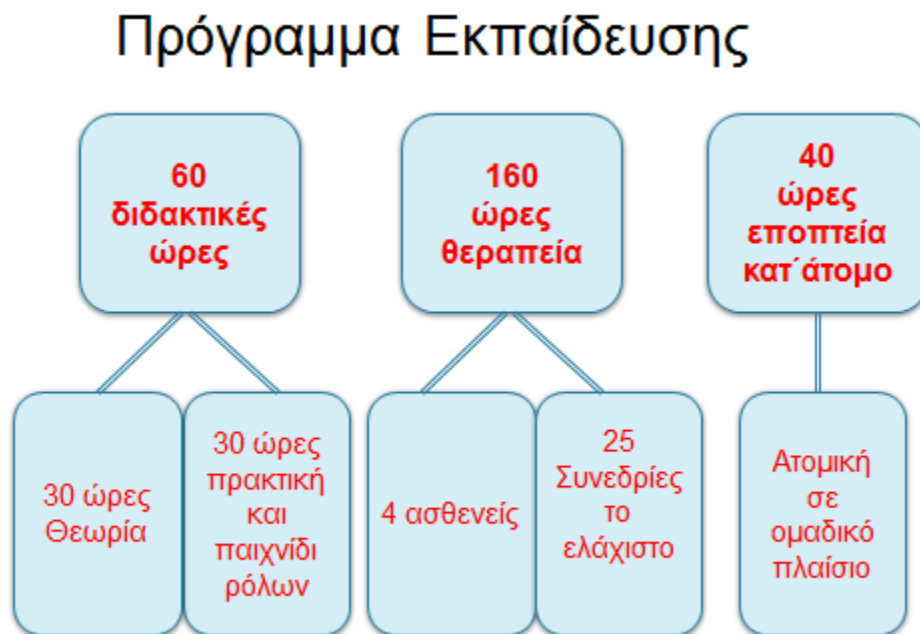 Πρόγραμμα Εκπαίδευσης
60
διδακτικές
ώρες
160
ώρες
θεραπεία
40
ώρες
εποπτεία
κατ΄άτομο
30 ώρες
Θεωρία
30 ώρες
πρακτική
και
παιχνίδι
ρόλων
4 ασθενείς
25
Συνεδρίες
το
ελάχιστο
Ατομική
σε
ομαδικό
πλαίσιο